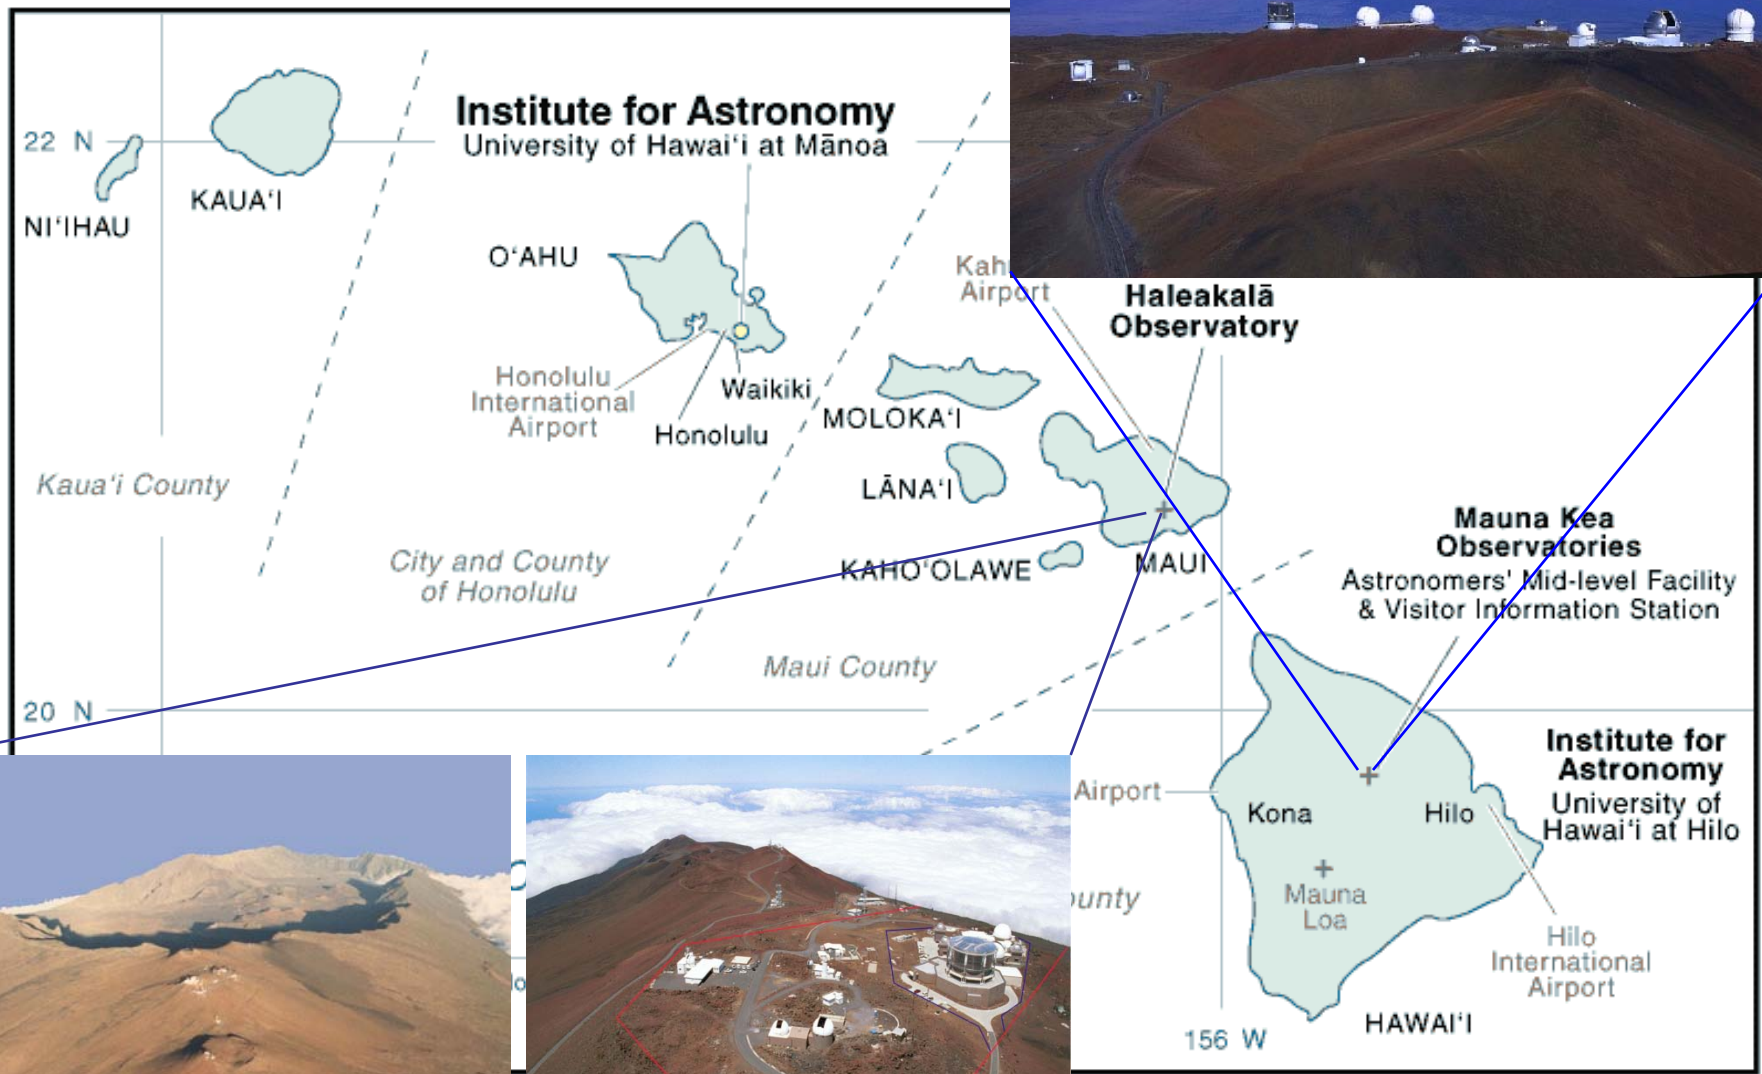 Institute for Astronomy
University of Hawai‘i at Mānoa
22 N
KAUA‘I
NI‘IHAU
O‘AHU
Airport
Haleakalā
Observatory
Honolulu
International
Airport
Waikiki
Honolulu
MOLOKA‘I
LĀNA‘I
Kaua‘i County
City and County
of Honolulu
KAHO‘OLAWE
MAUI
Mauna Kea
Observatories
Astronomers' Mid-level Facility
& Visitor Information Station
Maui County
20 N
Institute for
Astronomy
University of
Hawai‘i at Hilo
Airport
Kona
Hilo
Mauna
Loa
Hilo
International
Airport
HAWAI‘I
156 W